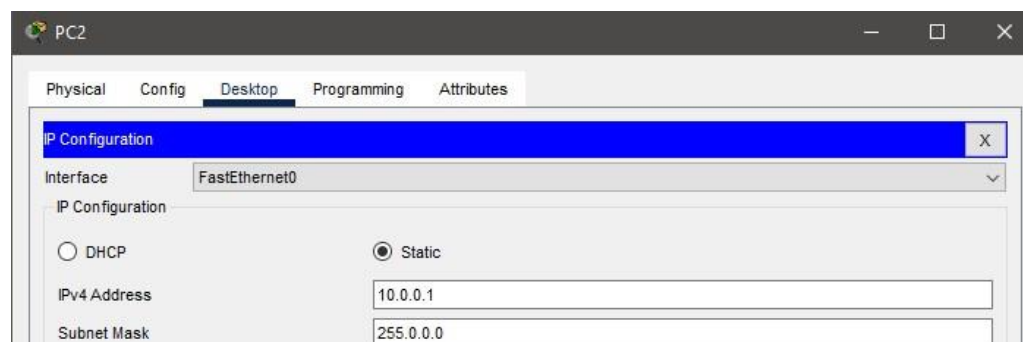 PC2
Physical Config Desktop Programming Attributes
IP Configuration X
Interface FastEthernet0
IP Configuration
DHCP Static
IPv4 Address 10.0.0.1
Subnet Mask 255.0.0.0